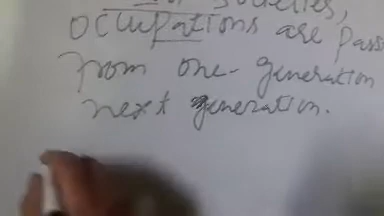 societies,
occupations are pass
from one-generation
next generation.